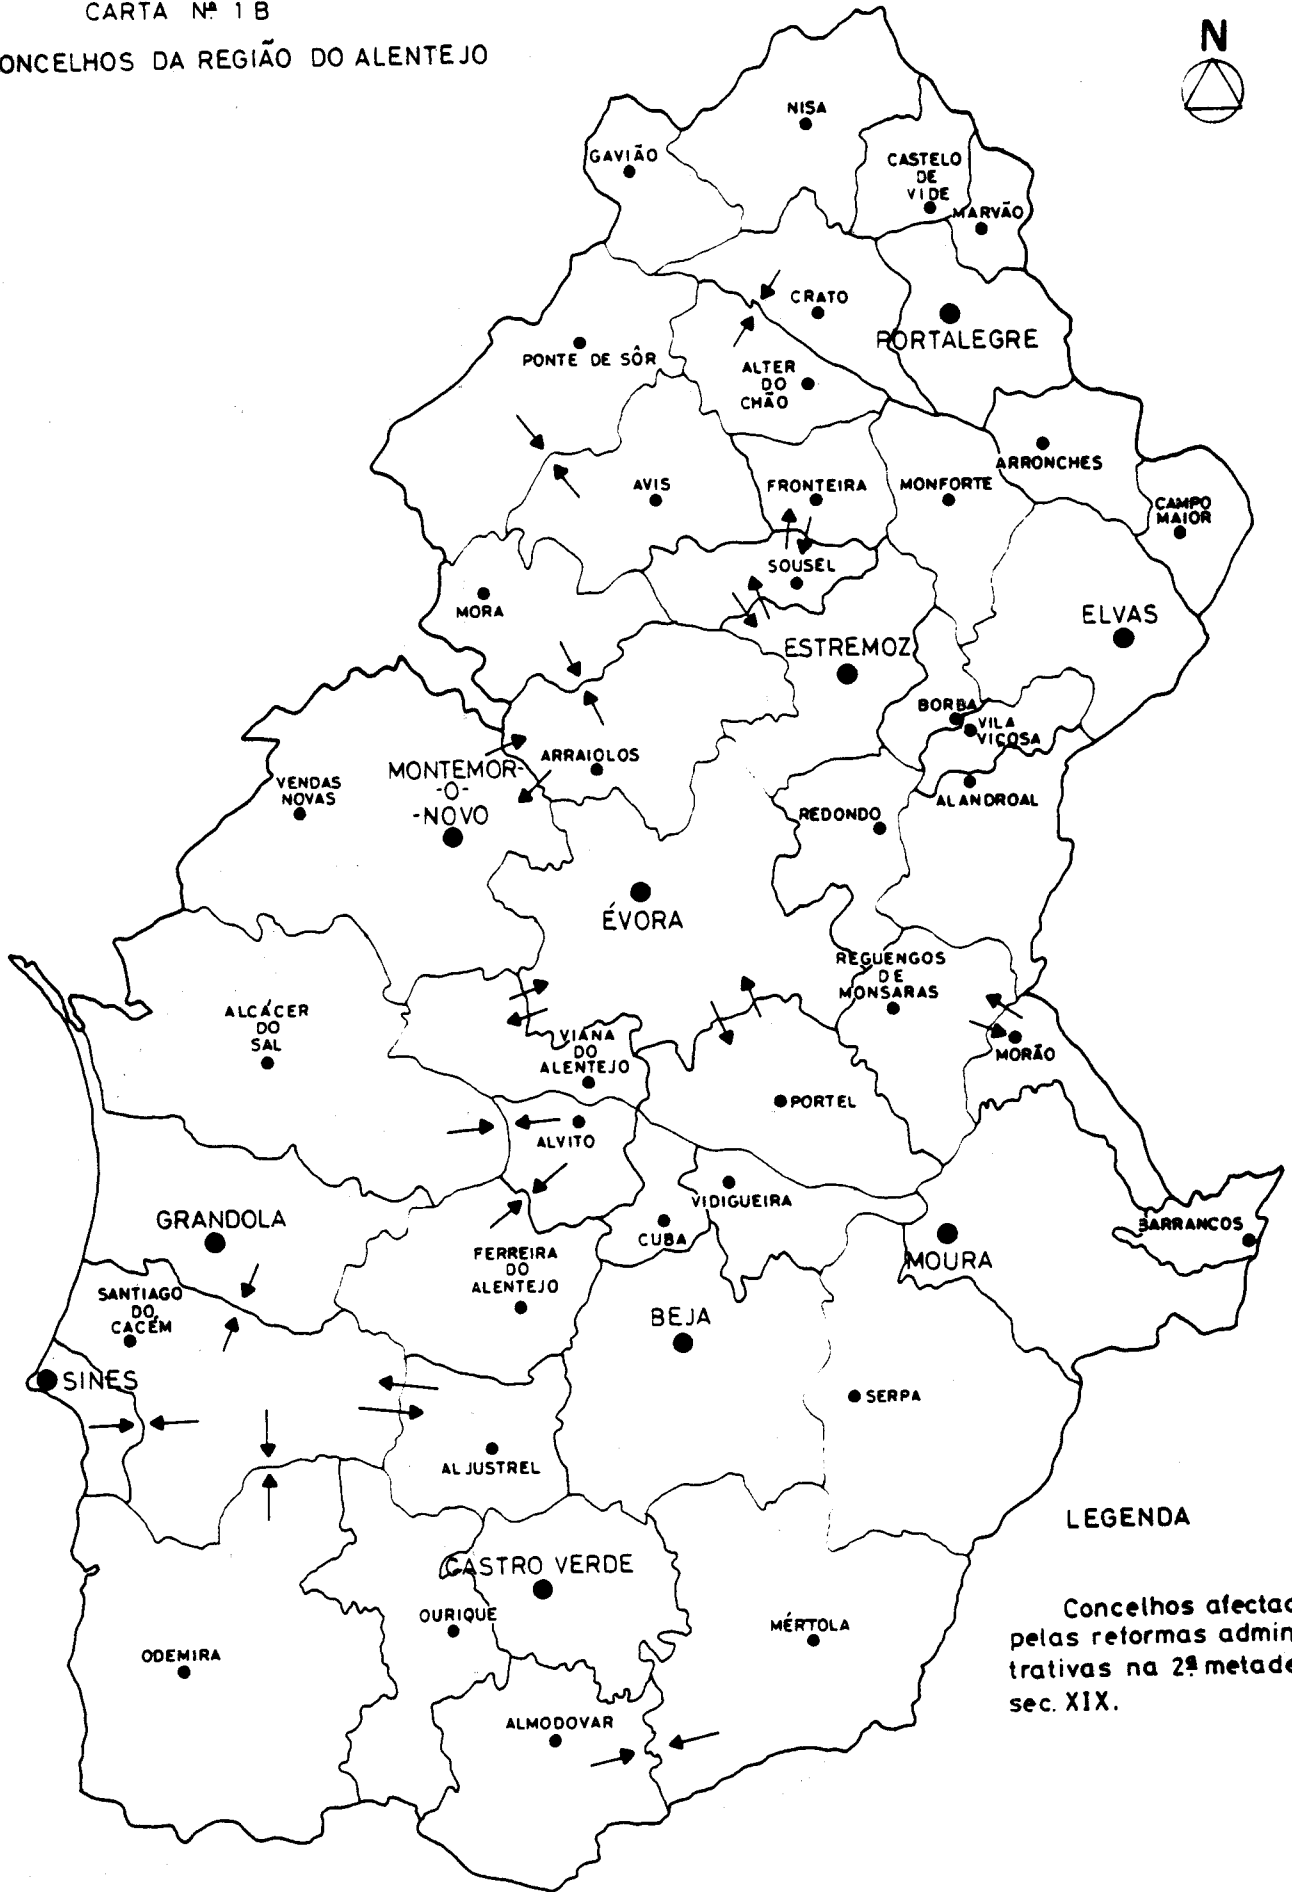 CARTA Nº 1 B
ONCELHOS DA REGIÃO DO ALENTEJO
N
NISA
GAVIÃO
CASTELO
DE
VIDE
MARVÃO
CRATO
PORTALEGRE
PONTE DE SÔR
ALTER
DO
CHÃO
ARRONCHES
AVIS
FRONTEIRA
MONFORTE
CAMPO
MAIOR
SOUSEL
MORA
ELVAS
ESTREMOZ
BORBA
VILA
VIÇOSA
ARRAIOLOS
MONTEMOR-
-O-
-NOVO
VENDAS
NOVAS
ALANDROAL
REDONDO
ÉVORA
REGUENGOS
DE
MONSARAS
ALCÁCER
DO
SAL
VIANA
DO
ALENTEJO
MORÃO
PORTEL
ALVITO
VIDIGUEIRA
GRANDOLA
CUBA
BARRANCOS
FERREIRA
DO
ALENTEJO
MOURA
SANTIAGO
DO
CACÉM
BEJA
SINES
SERPA
ALJUSTREL
LEGENDA
CASTRO VERDE
OURIQUE
MÉRTOLA
ODEMIRA
ALMODOVAR
Concelhos afectad
pelas reformas admin
trativas na 2ª metade
sec. XIX.